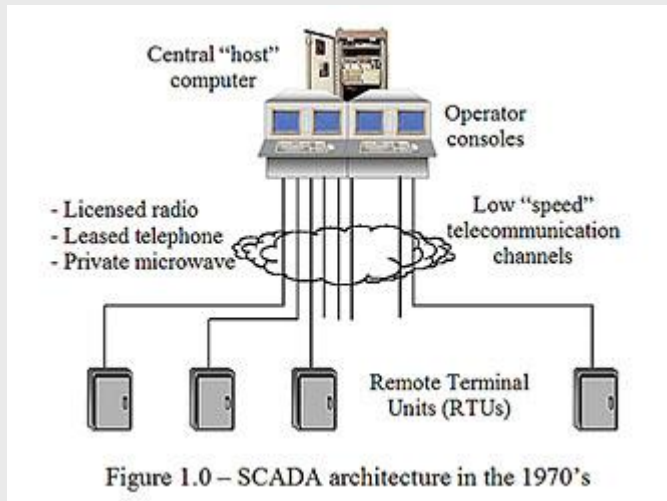 Central “host”
computer
Operator
consoles
- Licensed radio
- Leased telephone
- Private microwave
Low “speed”
telecommunication
channels
Remote Terminal
Units (RTUs)
Figure 1.0 – SCADA architecture in the 1970’s